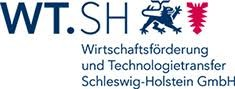 WT.SH
Wirtschaftsförderung
und Technologietransfer
Schleswig-Holstein GmbH